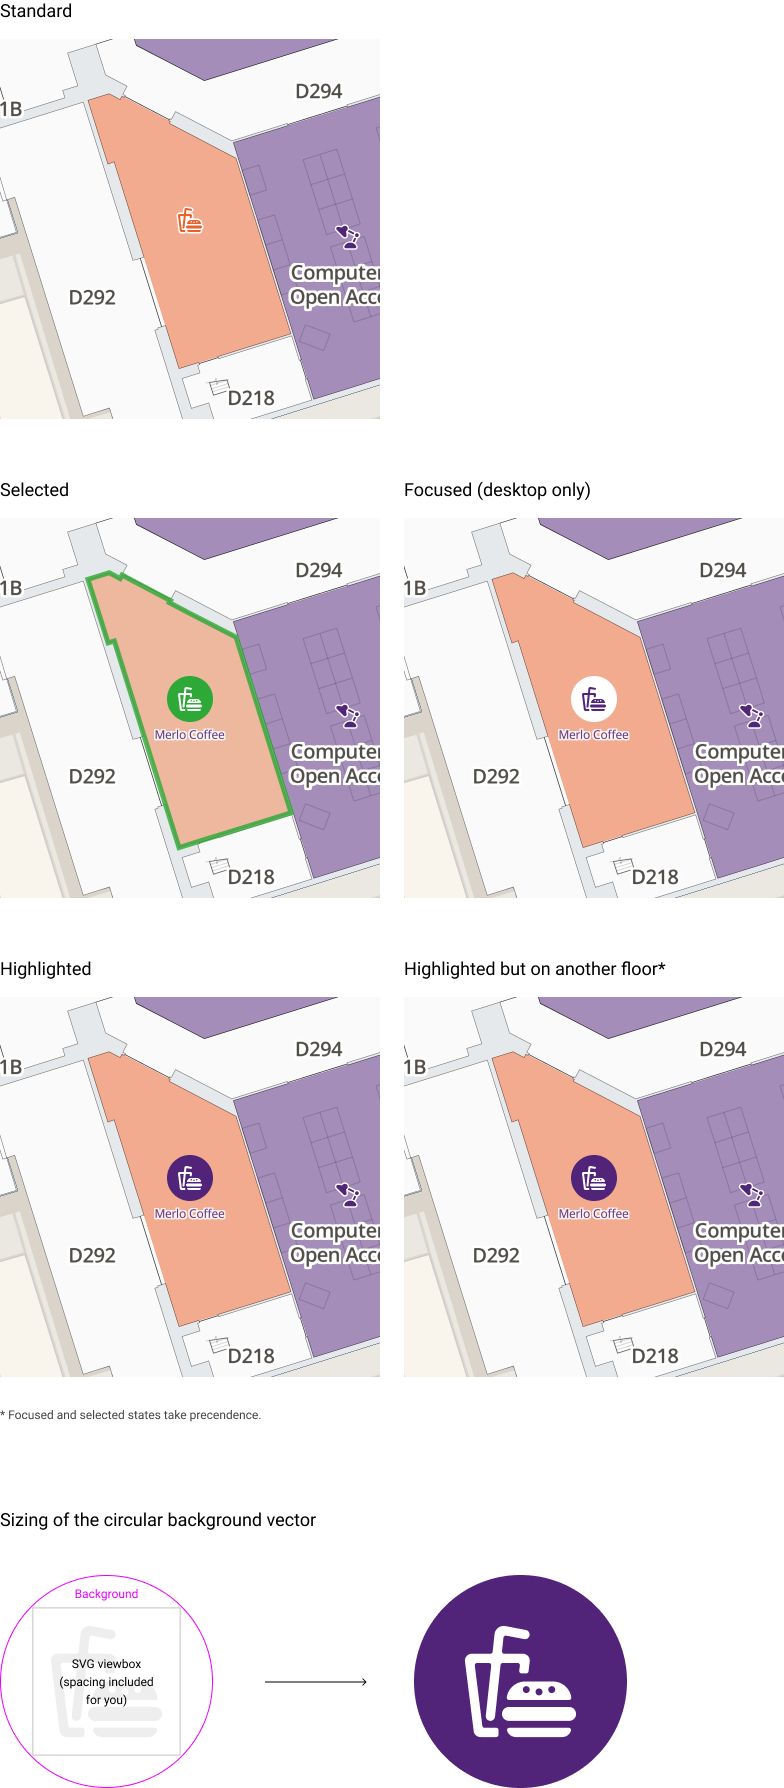 Standard
D294
1B
Computer
Open Acc
D292
D218
Selected
Focused (desktop only)
D294
D294
1B
1B
Merlo Coffee
Merlo Coffee
Computer
Open Acc
Computer
Open Acc
D292
D292
D218
D218
Highlighted
Highlighted but on another floor*
D294
D294
1B
1B
Merlo Coffee
Merlo Coffee
Computer
Open Acc
Computer
Open Acc
D292
D292
D218
D218
* Focused and selected states take precendence.
Sizing of the circular background vector
Background
SVG viewbox
(spacing included
for you)